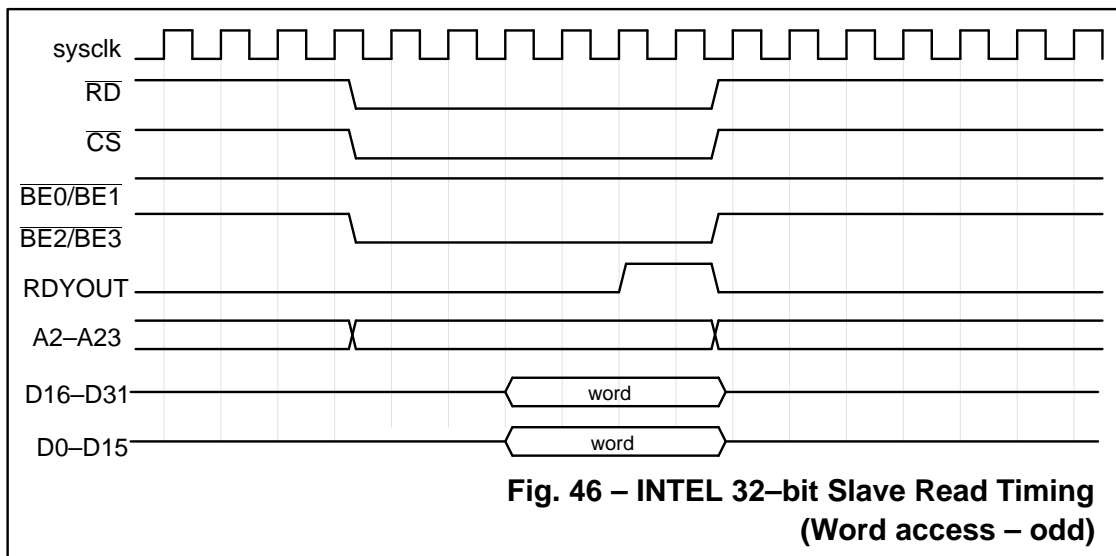 sysclk
RD
CS
BE0/BE1
BE2/BE3
RDYOUT
A2–A23
D16–D31
word
D0–D15
word
Fig. 46 – INTEL 32–bit Slave Read Timing
(Word access – odd)